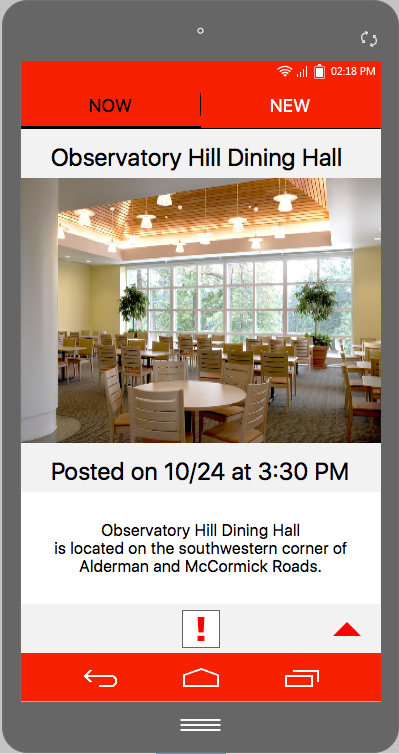 02:18 PM
NOW NEW
Observatory Hill Dining Hall
Posted on 10/24 at 3:30 PM
Observatory Hill Dining Hall
is located on the southwestern corner of
Alderman and McCormick Roads.
!